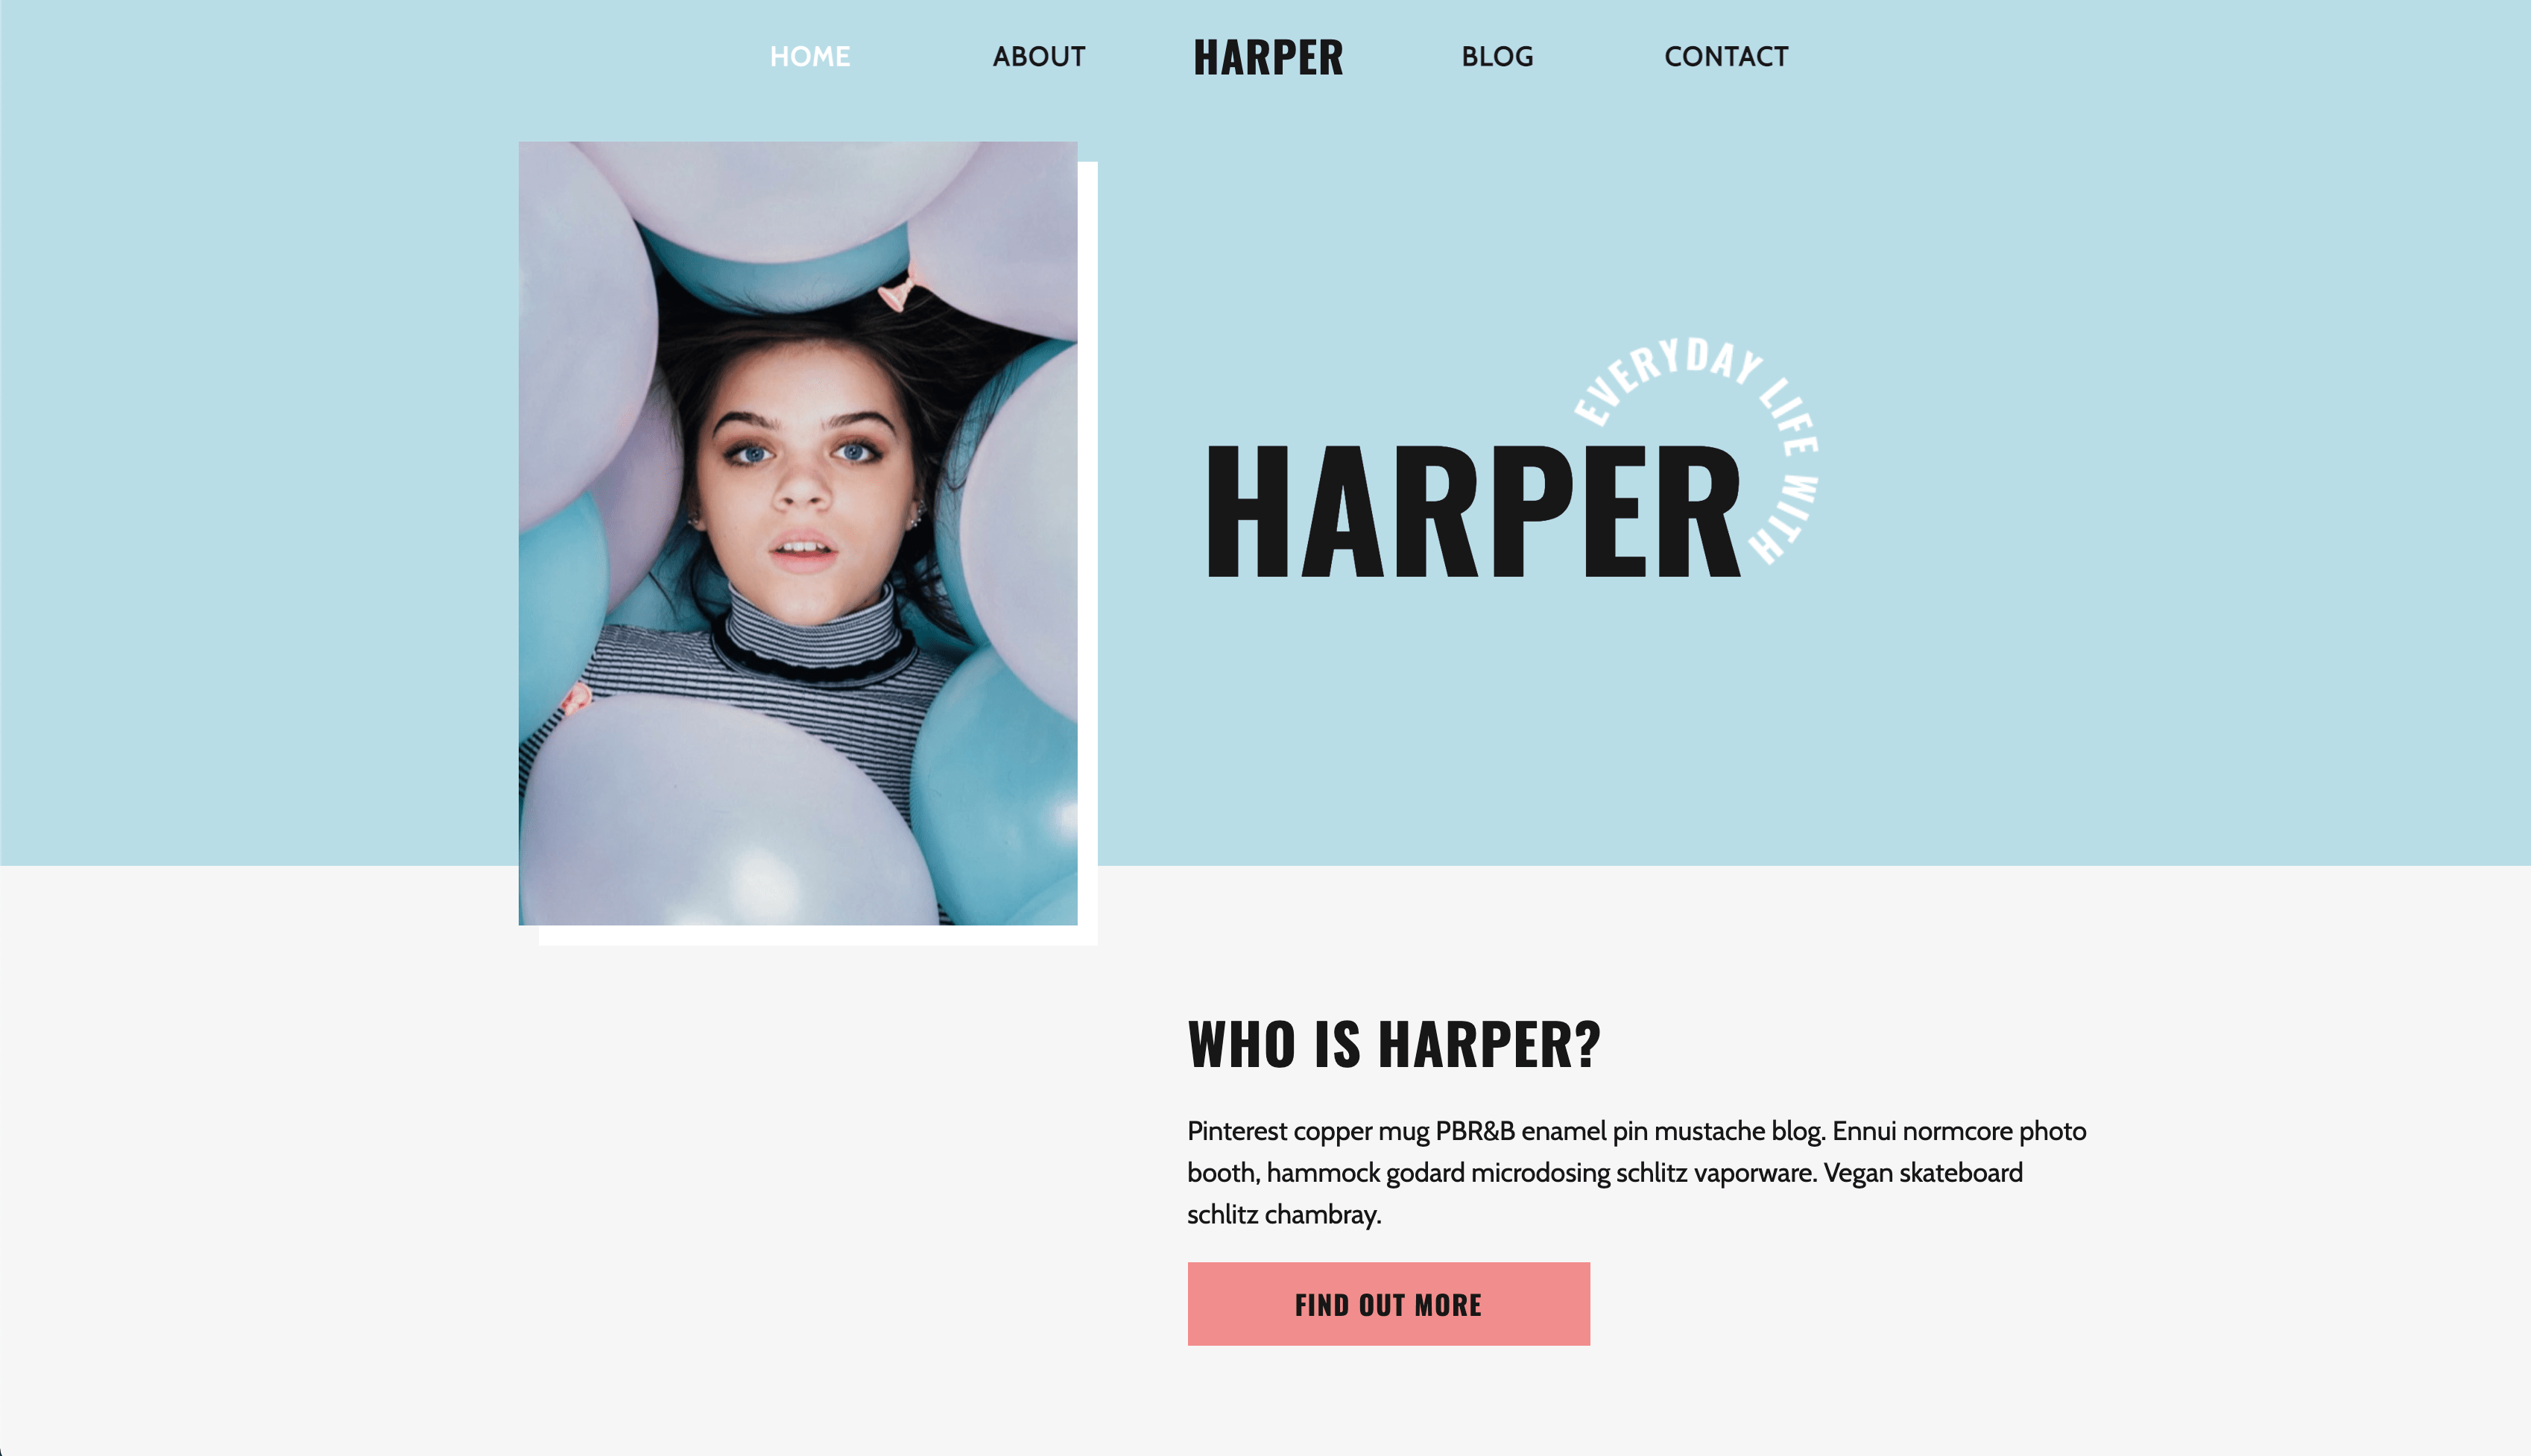 HOME ABOUT HARPER BLOG CONTACT
EVERYDAY LIFE WITH
HARPER
WHO IS HARPER?
Pinterest copper mug PBR&B enamel pin mustache blog. Ennui normcore photo
booth, hammock godard microdosing schlitz vaporware. Vegan skateboard
schlitz chambray.
FIND OUT MORE